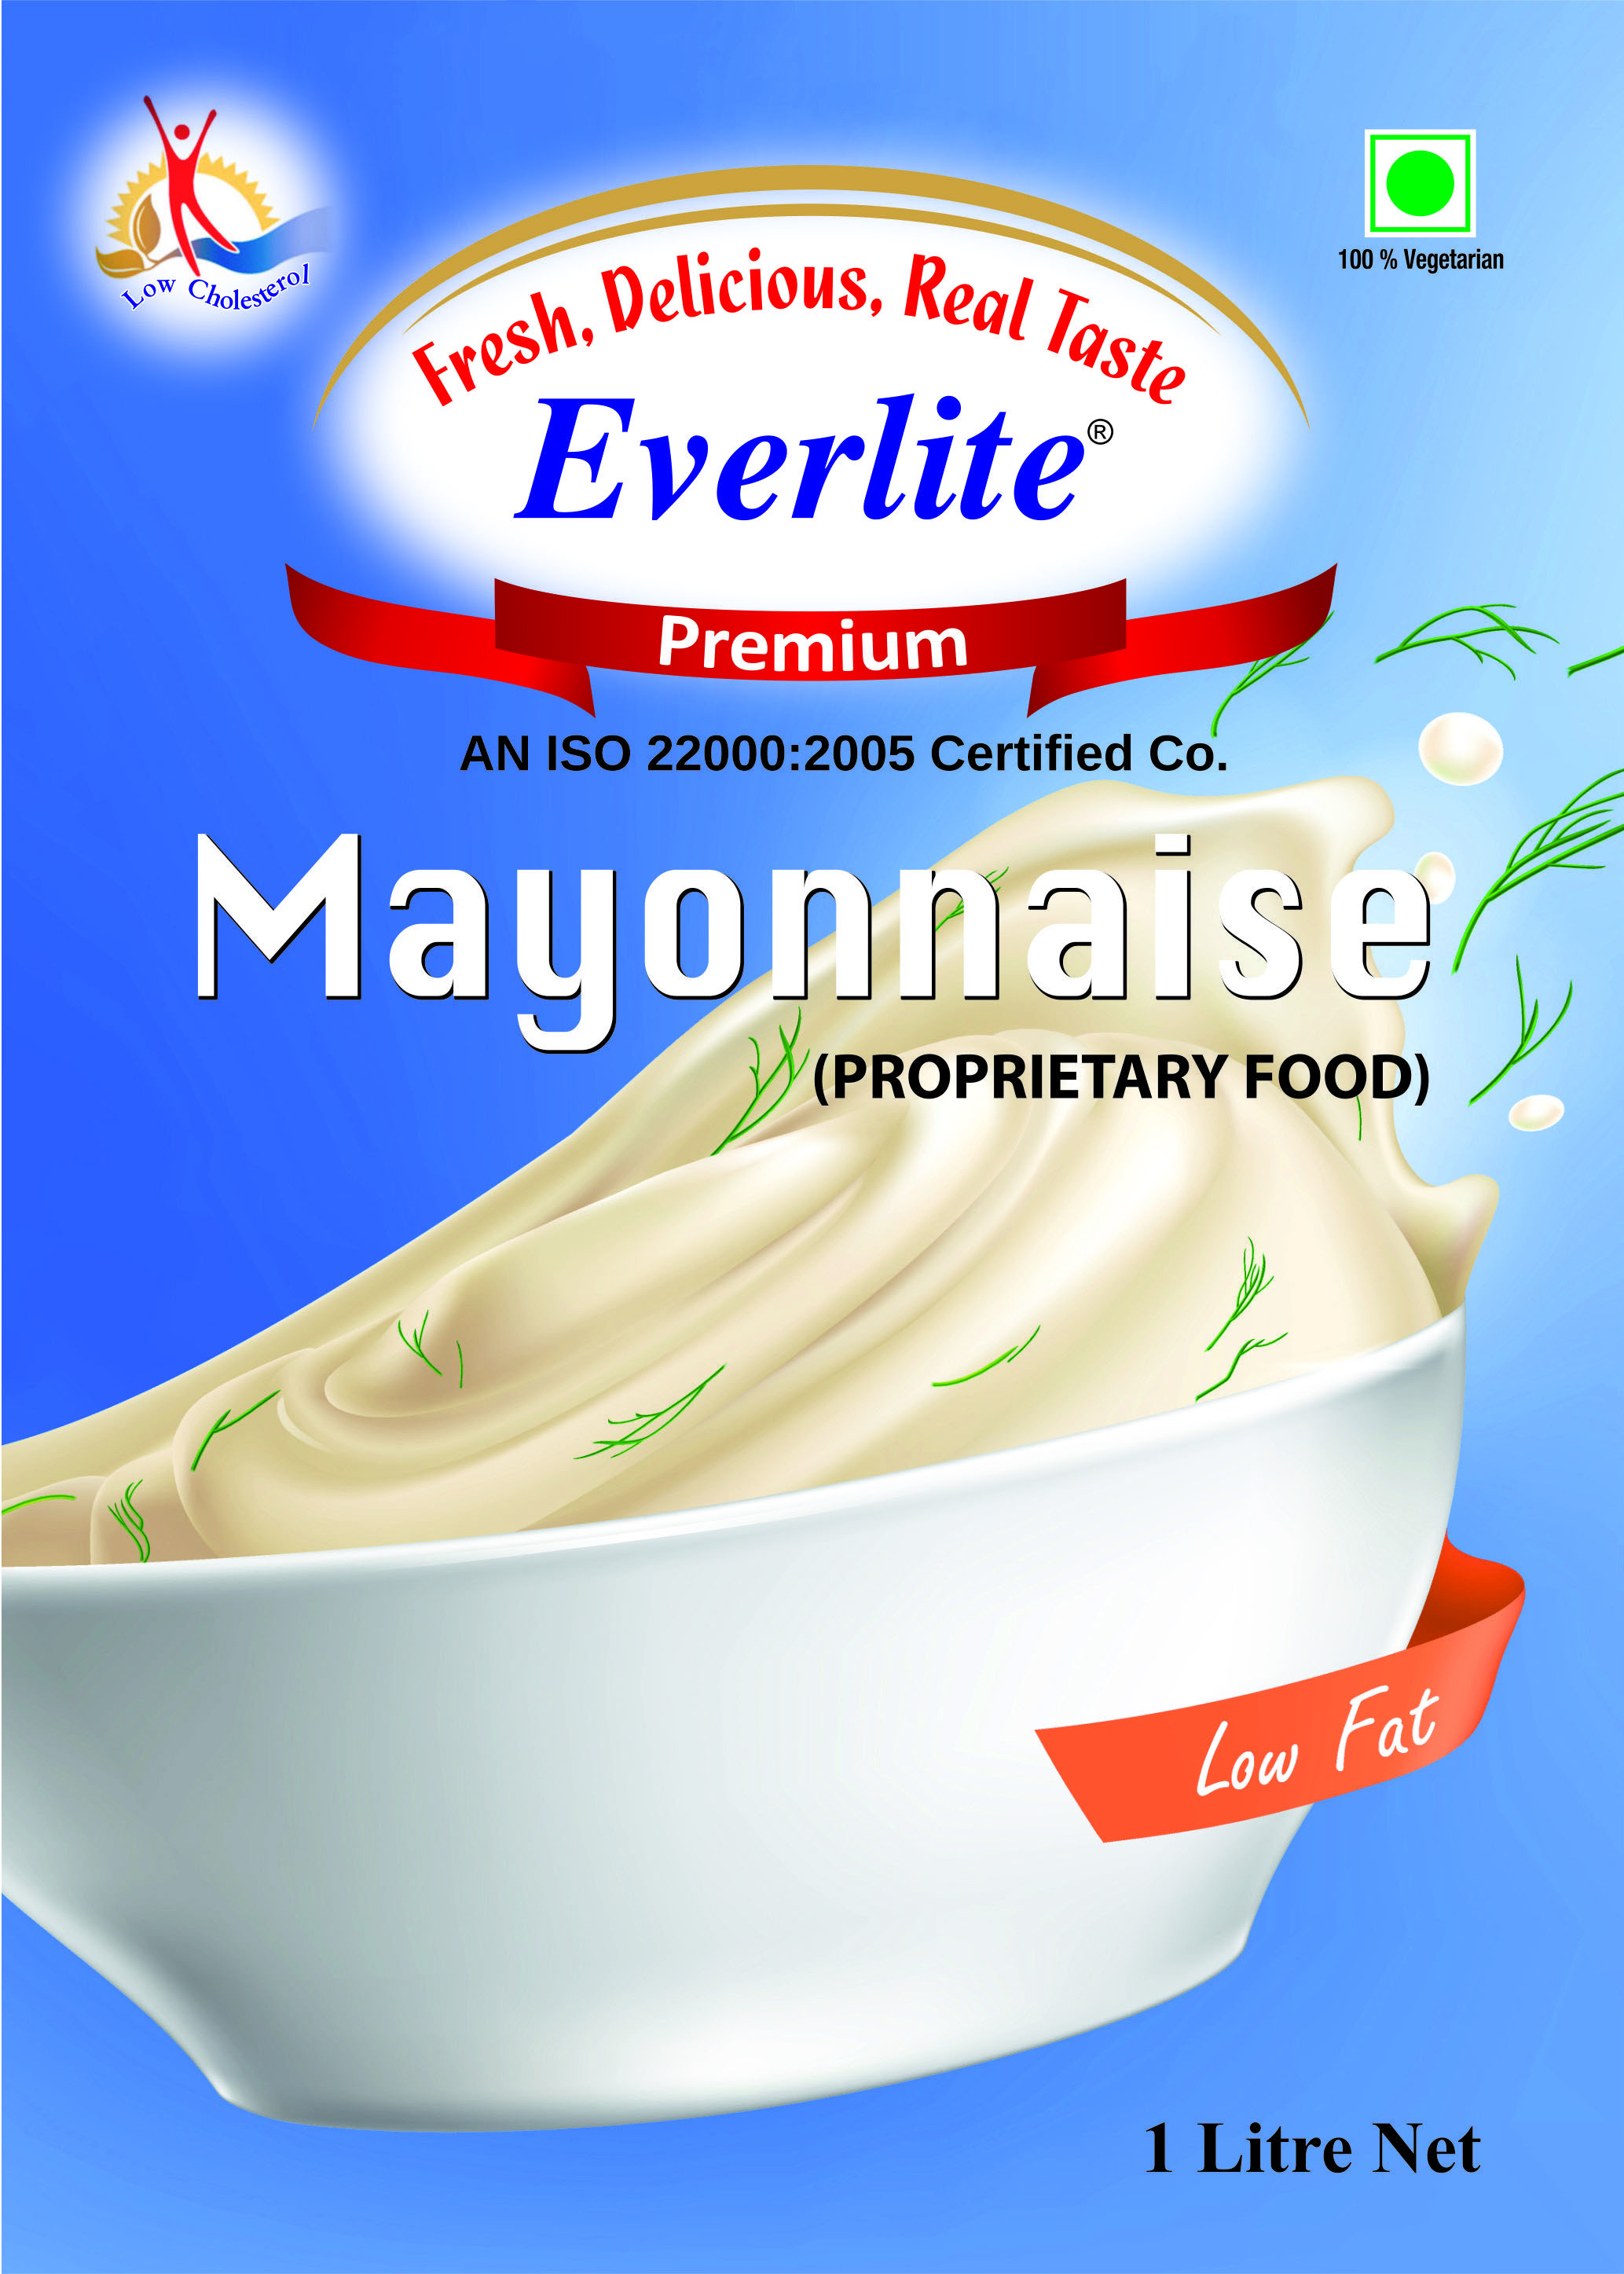 Low Cholesterol
100 % Vegetarian
Fresh, Delicious, Real Taste
Everlite®
Premium
AN ISO 22000:2005 Certified Co.
Mayonnaise
(PROPRIETARY FOOD)
Low Fat
1 Litre Net